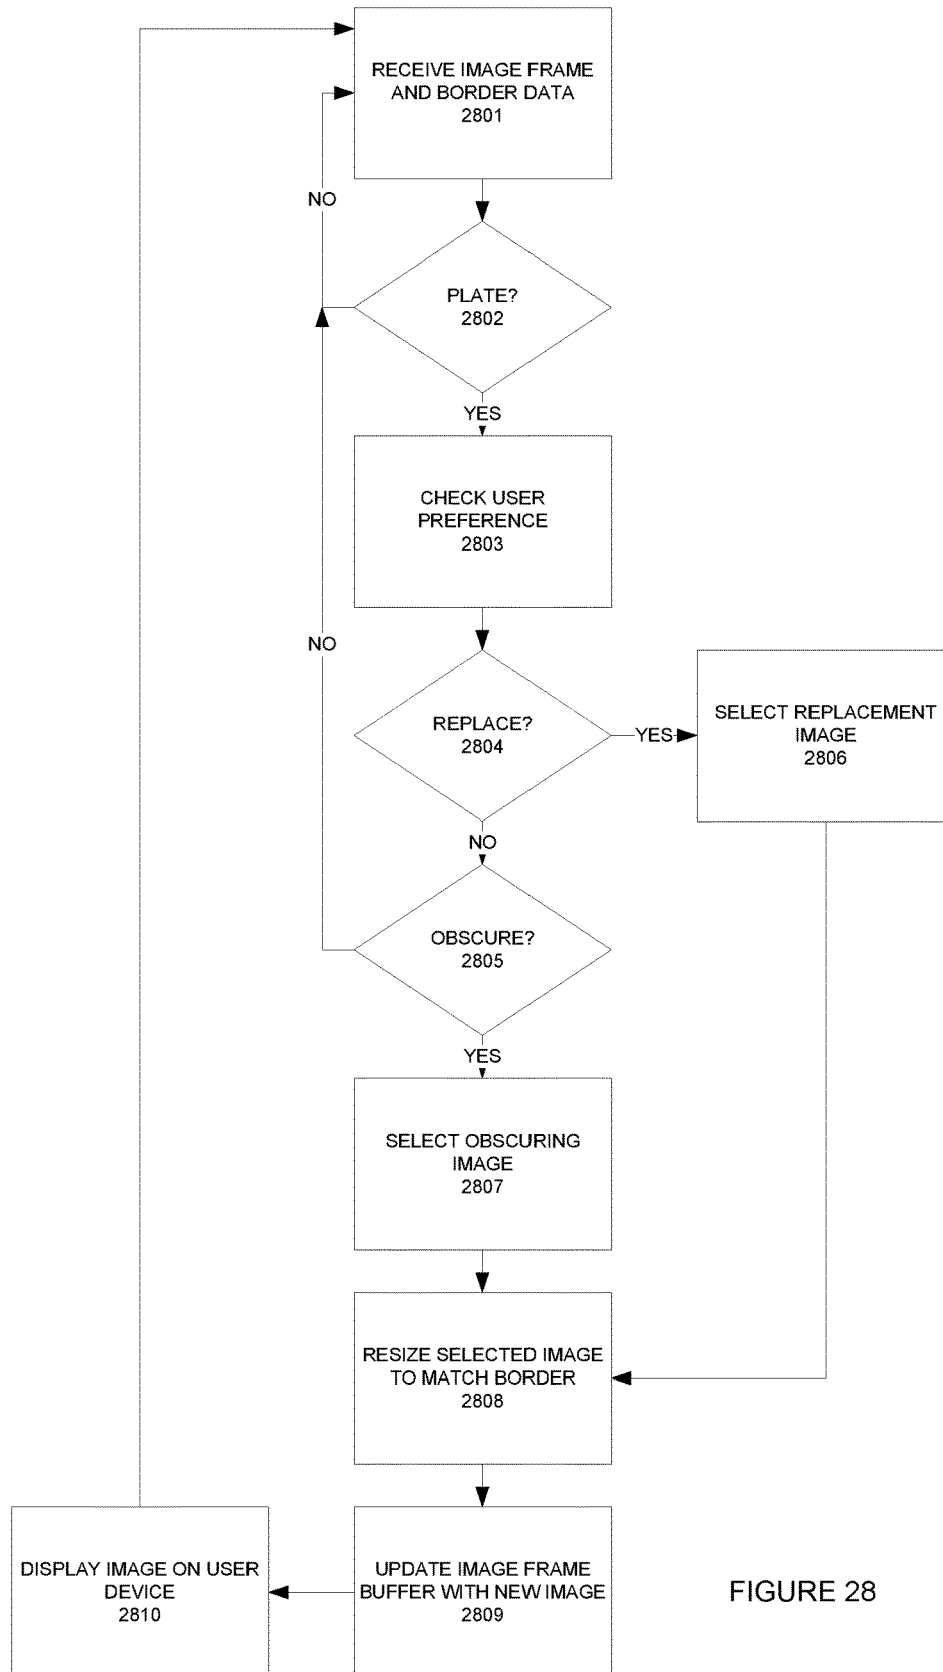 RECEIVE IMAGE FRAME
AND BORDER DATA
2801
NO
PLATE?
2802
YES
CHECK USER
PREFERENCE
2803
NO
REPLACE?
2804
YES
SELECT REPLACEMENT
IMAGE
2806
NO
OBSCURE?
2805
YES
SELECT OBSCURING
IMAGE
2807
RESIZE SELECTED IMAGE
TO MATCH BORDER
2808
DISPLAY IMAGE ON USER
DEVICE
2810
UPDATE IMAGE FRAME
BUFFER WITH NEW IMAGE
2809
FIGURE 28